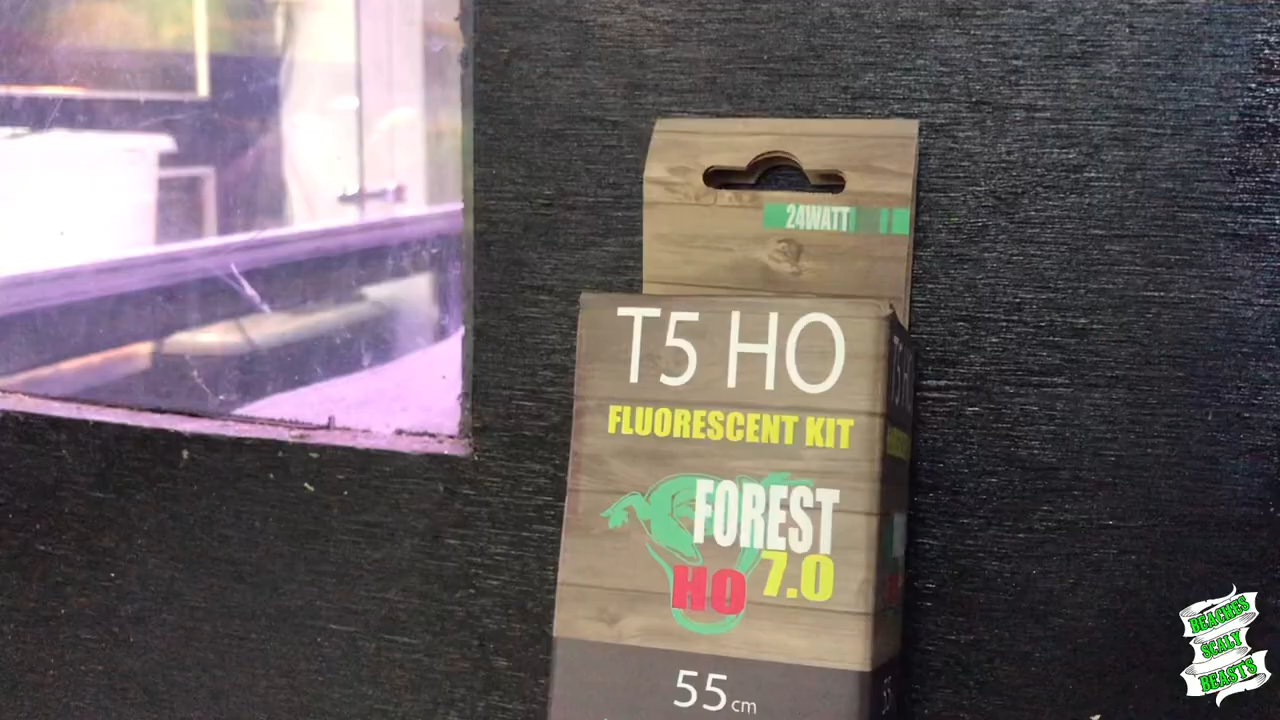 24WATT
T5 HO
FLUORESCENT KIT
FOREST
HO 7.0
55cm
BEACHES
SCALY
BEASTS